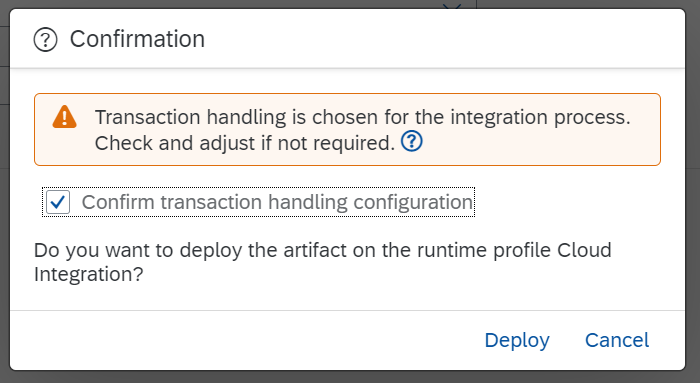 Confirmation
Transaction handling is chosen for the integration process.
Check and adjust if not required.
Confirm transaction handling configuration
Do you want to deploy the artifact on the runtime profile Cloud
Integration?
Deploy Cancel